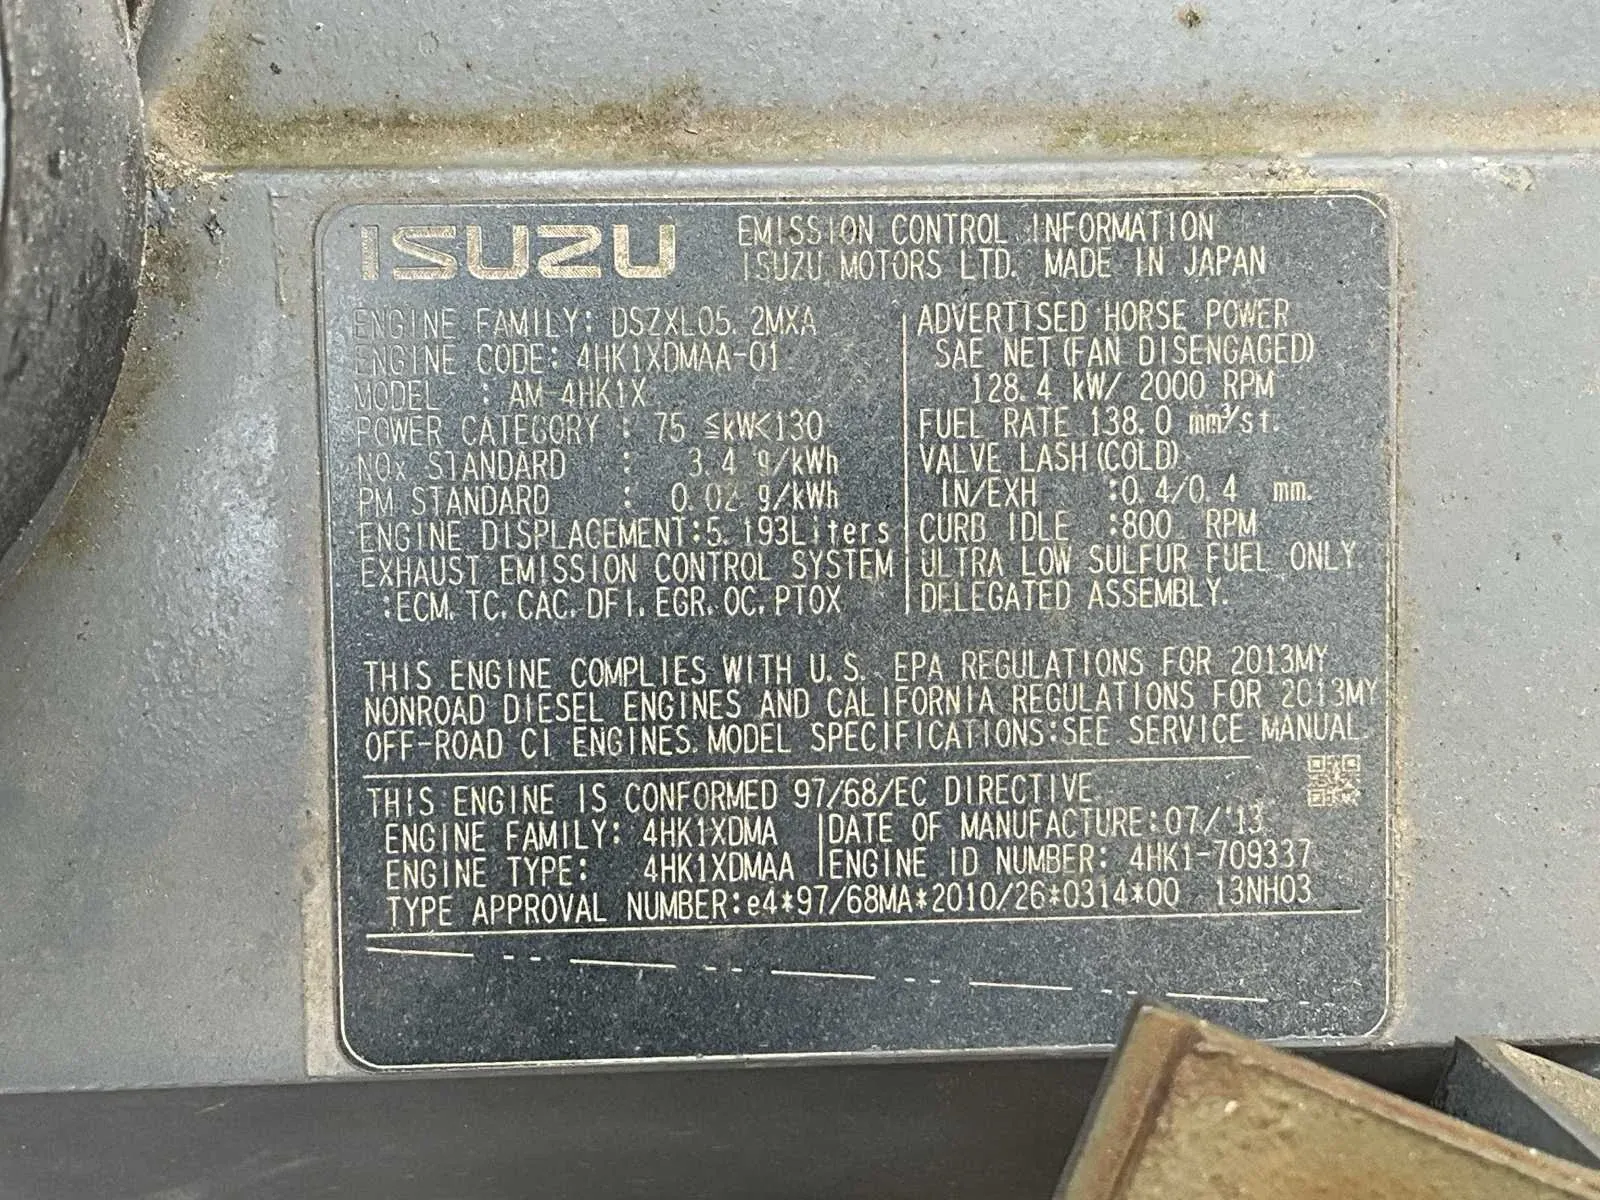 ISUZU
EMISSION CONTROL INFORMATION
ISUZU MOTORS LTD. MADE IN JAPAN
ENGINE FAMILY: DSZXL05.2MXA
ENGINE CODE: 4HK1XDMAA-01
MODEL : AM-4HK1X
POWER CATEGORY : 75 ≦kW<130
NOx STANDARD : 3.4 g/kWh
PM STANDARD : 0.02 g/kWh
ENGINE DISPLACEMENT:5.193Liters
EXHAUST EMISSION CONTROL SYSTEM
:ECM, TC, CAC, DFI, EGR, OC, PTOX
ADVERTISED HORSE POWER
SAE NET(FAN DISENGAGED)
128.4 kW/ 2000 RPM
FUEL RATE 138.0 mm³/st.
VALVE LASH(COLD)
IN/EXH :0.4/0.4 mm.
CURB IDLE :800 RPM
ULTRA LOW SULFUR FUEL ONLY.
DELEGATED ASSEMBLY.
THIS ENGINE COMPLIES WITH U.S. EPA REGULATIONS FOR 2013MY
NONROAD DIESEL ENGINES AND CALIFORNIA REGULATIONS FOR 2013MY
OFF-ROAD CI ENGINES. MODEL SPECIFICATIONS:SEE SERVICE MANUAL.
THIS ENGINE IS CONFORMED 97/68/EC DIRECTIVE
ENGINE FAMILY: 4HK1XDMA
ENGINE TYPE: 4HK1XDMAA
DATE OF MANUFACTURE:07/'13
ENGINE ID NUMBER: 4HK1-709337
TYPE APPROVAL NUMBER:e4*97/68MA*2010/26*0314*00 13NH03